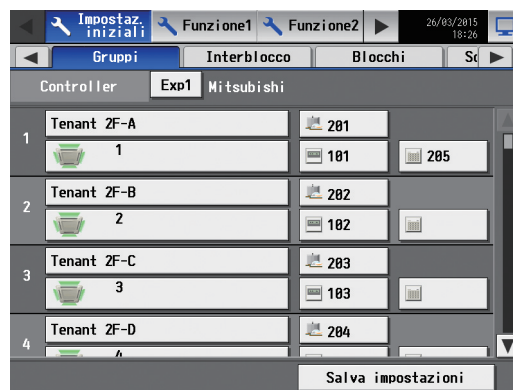 Impostaz. iniziali Funzione1 Funzione2 26/03/2015 18:26
Gruppi Interblocco Blocchi
Controller Exp1 Mitsubishi
1 Tenant 2F-A 201
1 101 205
2 Tenant 2F-B 202
2 102
3 Tenant 2F-C 203
3 103
4 Tenant 2F-D 204
Salva impostazioni